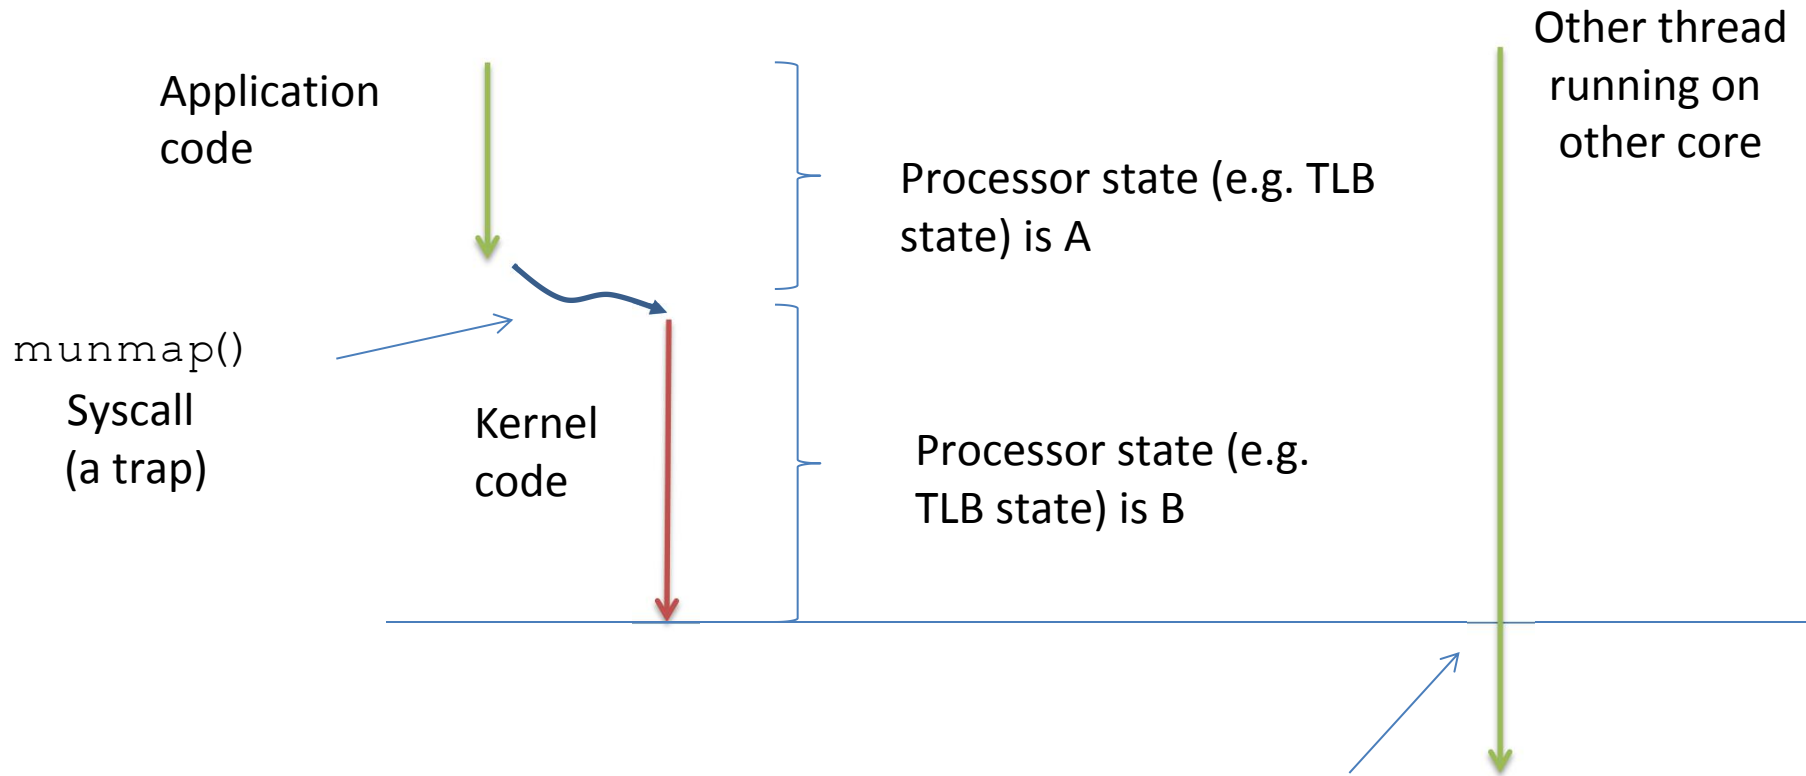 Application
code
munmap()
Syscall
(a trap)
Kernel
code
Processor state (e.g. TLB
state) is A
Processor state (e.g.
TLB state) is B
Other thread
running on
other core